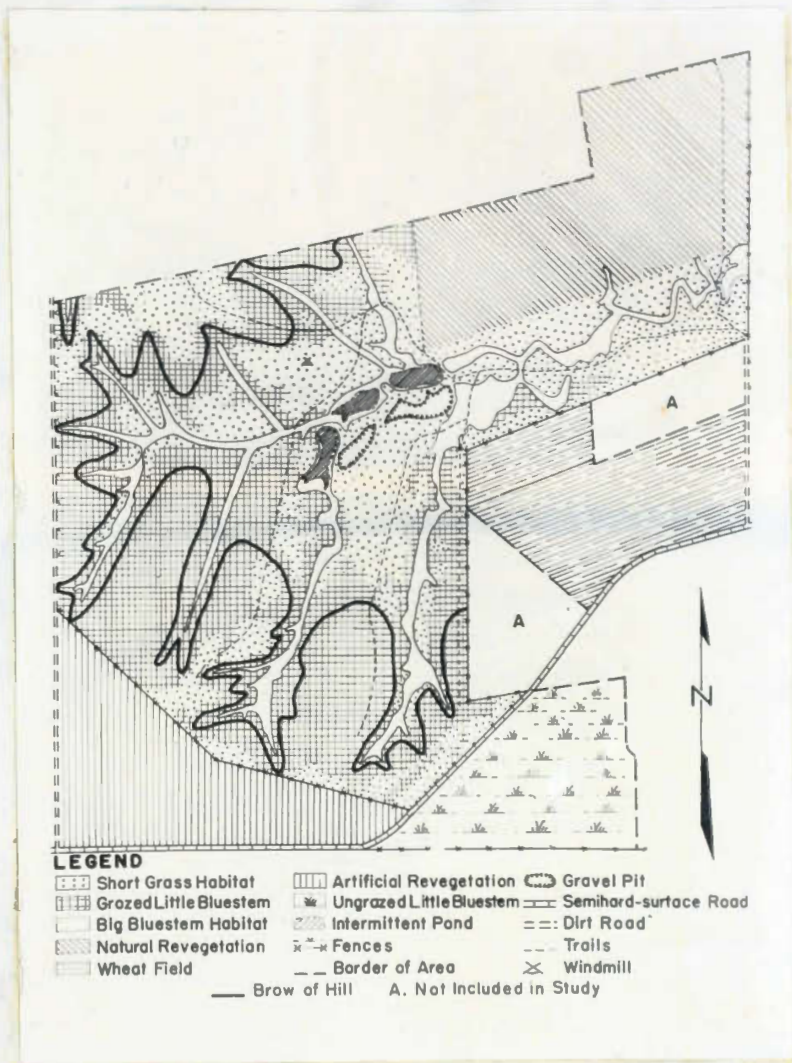 A
A
N
LEGEND
Short Grass Habitat Artificial Revegetation Gravel Pit
Grozed Little Bluestem Ungrazed Little Bluestem Semihard-surface Road
Big Bluestem Habitat Intermittent Pond Dirt Road
Natural Revegetation Fences Trails
Wheat Field Border of Area Windmill
Brow of Hill A. Not Included in Study